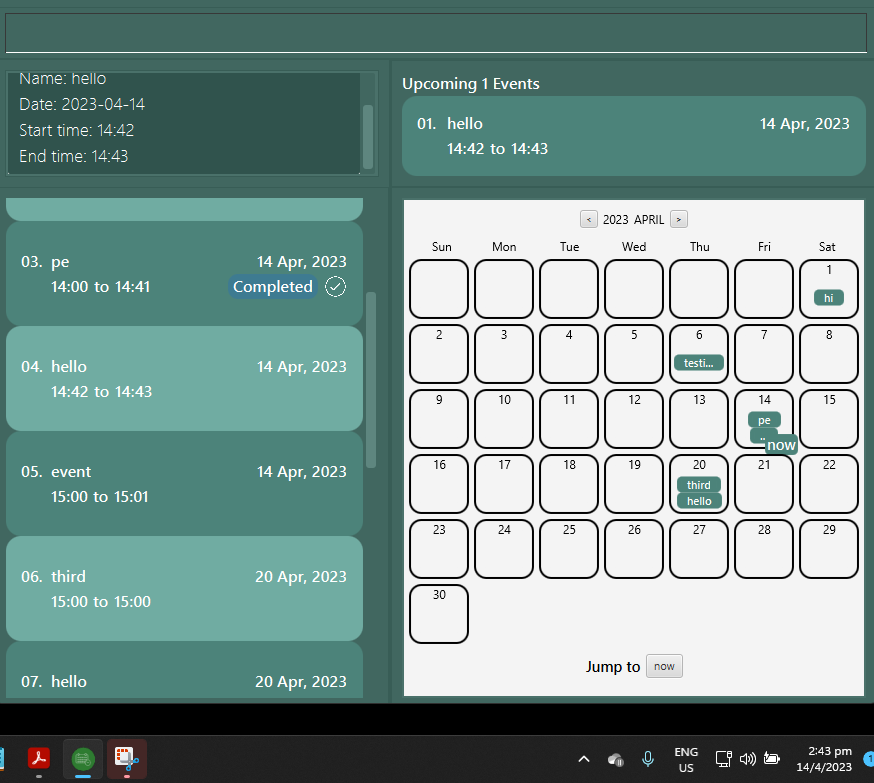 Name: hello
Date: 2023-04-14
Start time: 14:42
End time: 14:43
Upcoming 1 Events
01. hello 14 Apr, 2023
14:42 to 14:43
03. pe 14 Apr, 2023
14:00 to 14:41 Completed
04. hello 14 Apr, 2023
14:42 to 14:43
05. event 14 Apr, 2023
15:00 to 15:01
06. third 20 Apr, 2023
15:00 to 15:00
07. hello 20 Apr, 2023
< 2023 APRIL >
Sun Mon Tue Wed Thu Fri Sat
1
hi
2 3 4 5 6 7 8
testi...
9 10 11 12 13 14 15
pe
..
now
16 17 18 19 20 21 22
third
hello
23 24 25 26 27 28 29
30
Jump to now
ENG
US
2:43 pm
14/4/2023
1